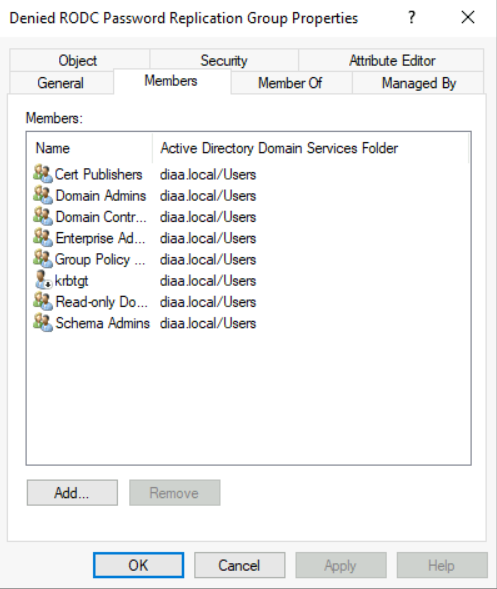 Denied RODC Password Replication Group Properties ? ✕
Object Security Attribute Editor
General Members Member Of Managed By
Members:
Name Active Directory Domain Services Folder
Cert Publishers diaa.local/Users
Domain Admins diaa.local/Users
Domain Contr... diaa.local/Users
Enterprise Ad... diaa.local/Users
Group Policy ... diaa.local/Users
krbtgt diaa.local/Users
Read-only Do... diaa.local/Users
Schema Admins diaa.local/Users
Add... Remove
OK Cancel Apply Help